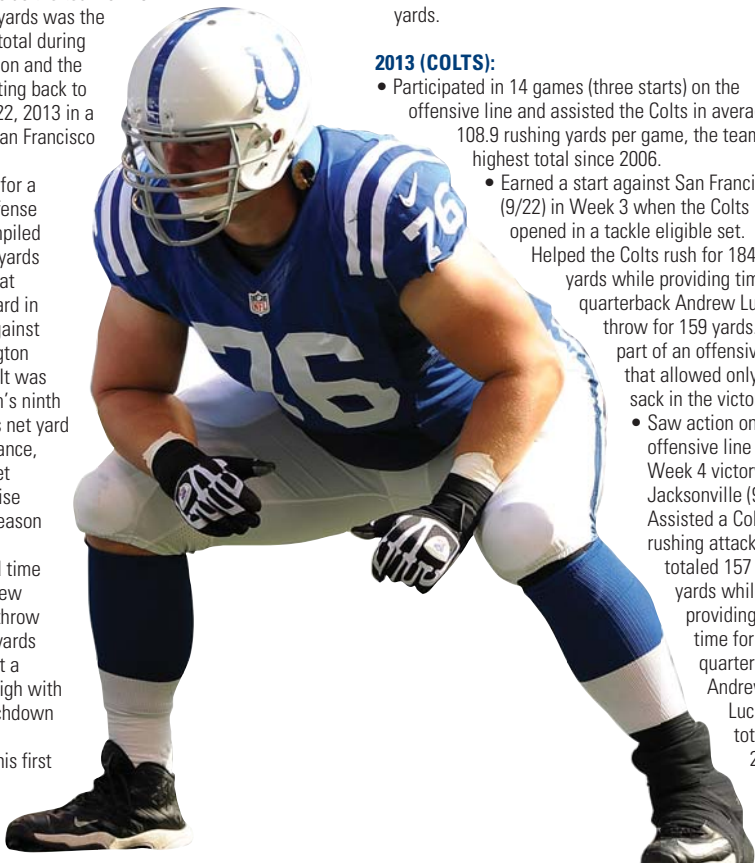 yards was the
total during
on and the
ting back to
22, 2013 in a
an Francisco
for a
fense
mpiled
yards
at
ard in
gainst
gton
It was
n's ninth
s net yard
ance,
et
ise
eason
d time
ew
throw
yards
t a
igh with
chdown
his first
yards.
2013 (COLTS):
• Participated in 14 games (three starts) on the
offensive line and assisted the Colts in avera
108.9 rushing yards per game, the team
highest total since 2006.
• Earned a start against San Franci
(9/22) in Week 3 when the Colts
opened in a tackle eligible set.
Helped the Colts rush for 184
yards while providing tim
quarterback Andrew Lu
throw for 159 yards.
part of an offensiv
that allowed only
sack in the victo
• Saw action on
offensive line
Week 4 victor
Jacksonville (9
Assisted a Col
rushing attack
totaled 157
yards whil
providing
time for
quarter
Andrew
Luc
tot
2
76
NFL
76